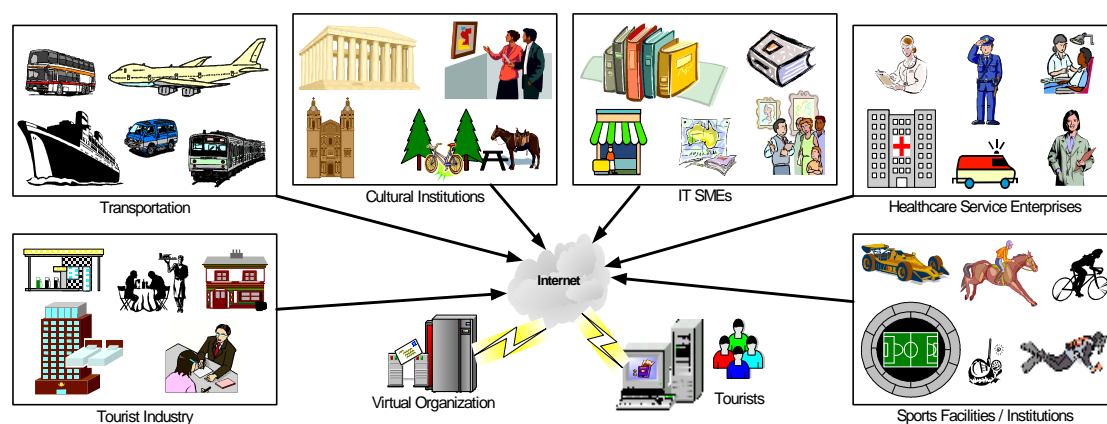 Transportation
Cultural Institutions
IT SMEs
Healthcare Service Enterprises
Internet
Tourist Industry
Virtual Organization
Tourists
Sports Facilities / Institutions